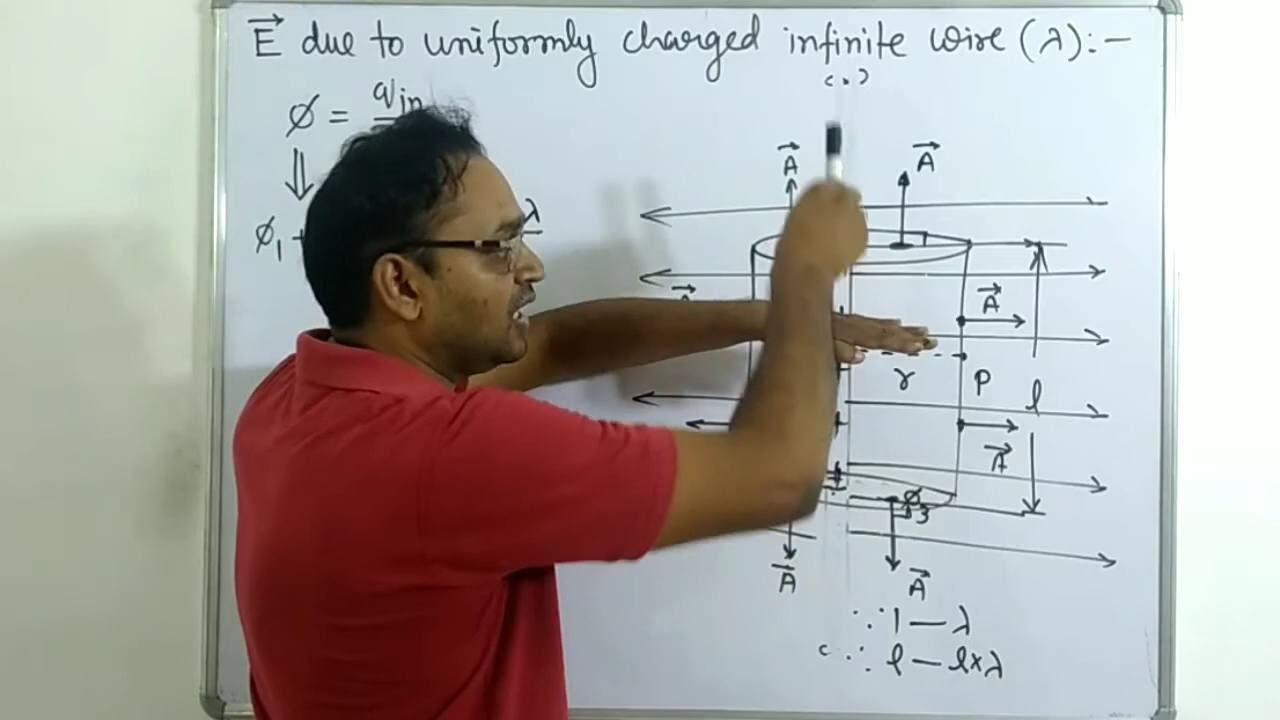 E⃗ due to uniformly charged infinite wire (λ):-
ϕ = q_in
⇓
ϕ₁ +
λ
A⃗ A⃗
A⃗
r P l
A⃗
ϕ₃
A⃗ A⃗
∵ 1 — λ
∴ l — l×λ